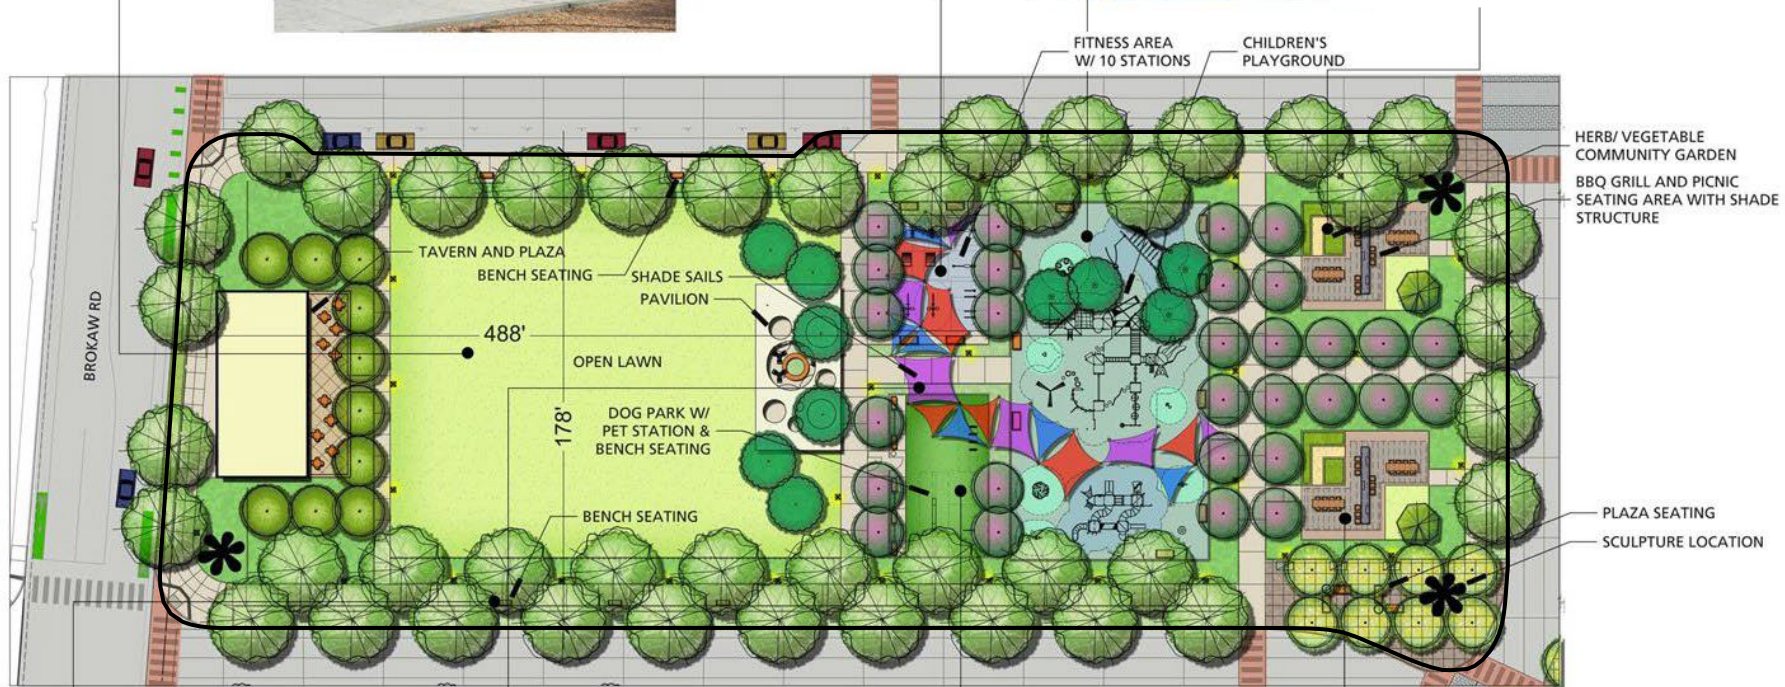 FITNESS AREA
W/ 10 STATIONS
CHILDREN'S
PLAYGROUND
HERB/ VEGETABLE
COMMUNITY GARDEN
BBQ GRILL AND PICNIC
SEATING AREA WITH SHADE
STRUCTURE
TAVERN AND PLAZA
BENCH SEATING
SHADE SAILS
PAVILION
BROKAW RD
488'
OPEN LAWN
178'
DOG PARK W/
PET STATION &
BENCH SEATING
BENCH SEATING
PLAZA SEATING
SCULPTURE LOCATION